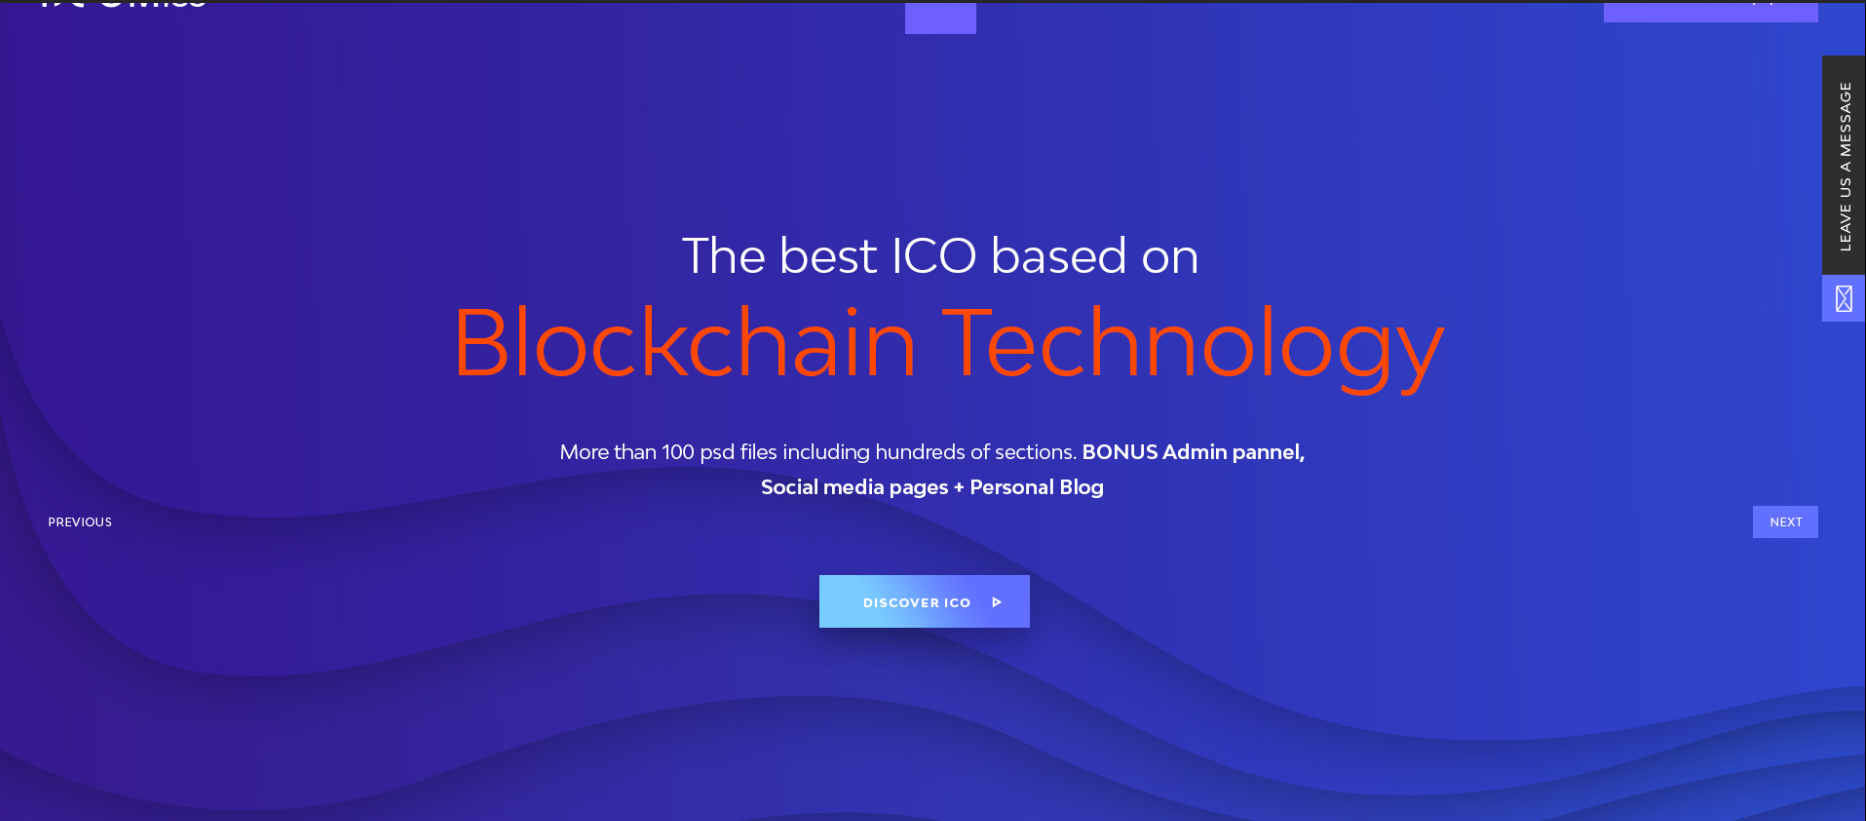 LEAVE US A MESSAGE
The best ICO based on
Blockchain Technology
More than 100 psd files including hundreds of sections. BONUS Admin pannel,
Social media pages + Personal Blog
PREVIOUS
NEXT
DISCOVER ICO